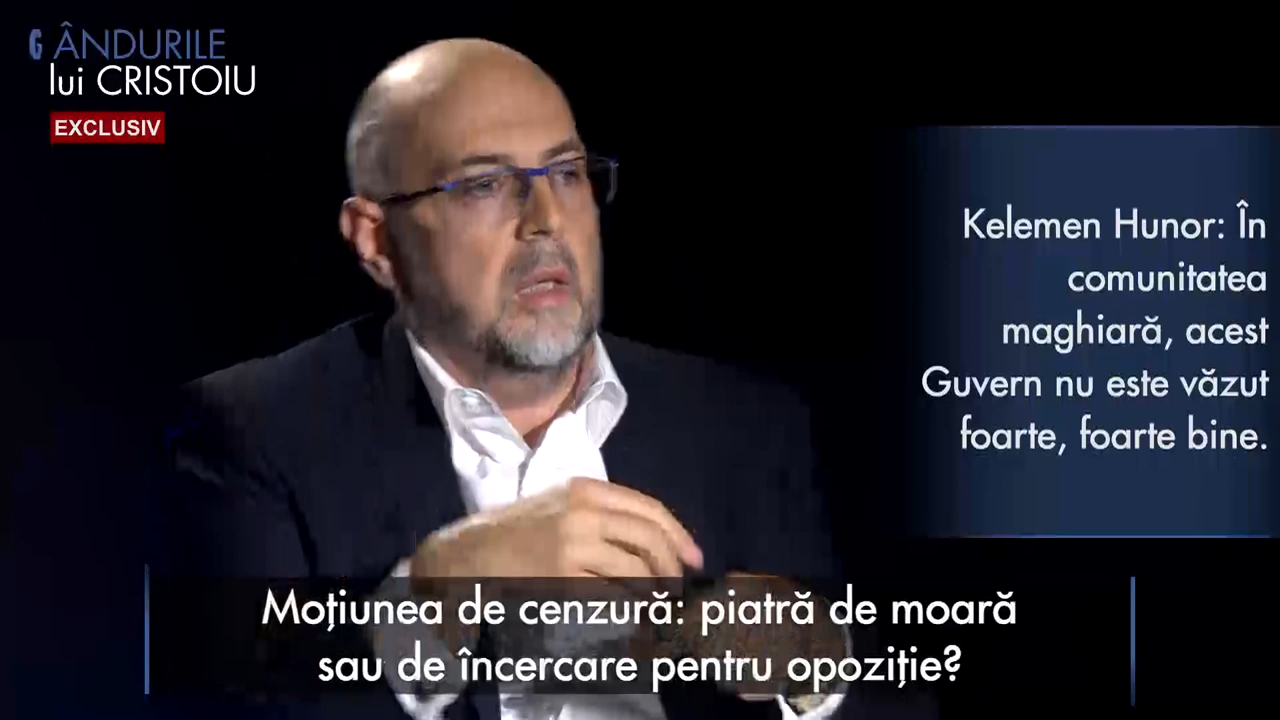 GÂNDURILE
lui CRISTOIU
EXCLUSIV
Kelemen Hunor: În
comunitatea
maghiară, acest
Guvern nu este văzut
foarte, foarte bine.
Moțiunea de cenzură: piatră de moară
sau de încercare pentru opoziție?